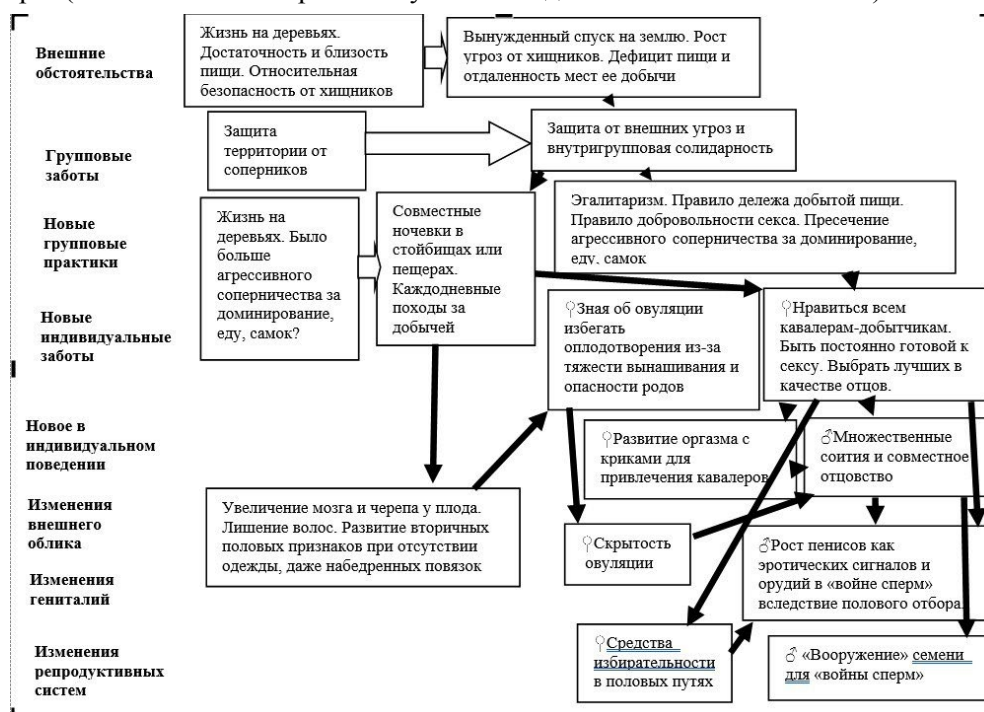 Внешние
обстоятельства
Жизнь на деревьях.
Достаточность и близость
пищи. Относительная
безопасность от хищников
Вынужденный спуск на землю. Рост
угроз от хищников. Дефицит пищи и
отдаленность мест ее добычи
Групповые
заботы
Защита
территории от
соперников
Защита от внешних угроз и
внутригрупповая солидарность
Новые
групповые
практики
Жизнь на
деревьях. Было
больше
агрессивного
соперничества за
доминирование,
еду, самок?
Совместные
ночевки в
стойбищах или
пещерах.
Каждодневные
походы за
добычей
Эгалитаризм. Правило дележа добытой пищи.
Правило добровольности секса. Пресечение
агрессивного соперничества за доминирование,
еду, самок
Новые
индивидуальные
заботы
♀Зная об овуляции
избегать
оплодотворения из-за
тяжести вынашивания и
опасности родов
♀Нравиться всем
кавалерам-добытчикам.
Быть постоянно готовой к
сексу. Выбрать лучших в
качестве отцов.
Новое в
индивидуальном
поведении
♀Развитие оргазма с
криками для
привлечения кавалеров
♂Множественные
соития и совместное
отцовство
Изменения
внешнего
облика
Увеличение мозга и черепа у плода.
Лишение волос. Развитие вторичных
половых признаков при отсутствии
одежды, даже набедренных повязок
Изменения
гениталий
♀Скрытость
овуляции
♂Рост пенисов как
эротических сигналов и
орудий в «войне сперм»
вследствие полового отбора.
Изменения
репродуктивных
систем
♀Средства
избирательности
в половых путях
♂ «Вооружение» семени
для «войны сперм»